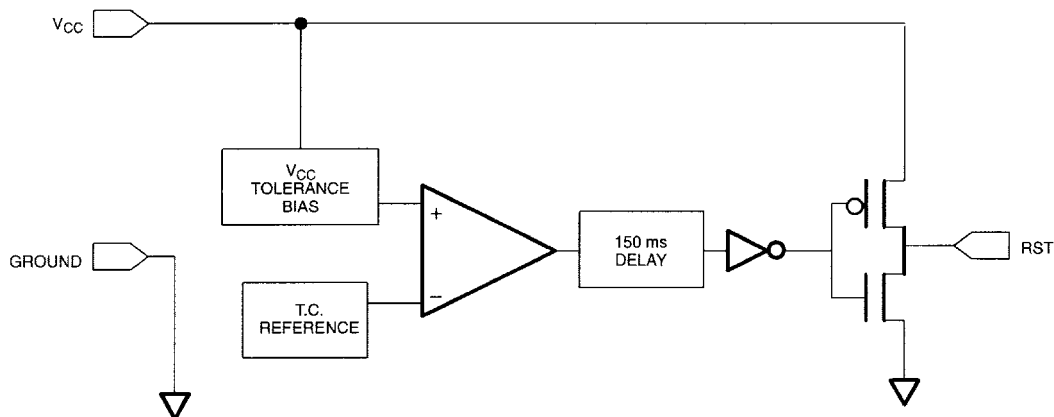 VCC
VCC
TOLERANCE
BIAS
+
−
T.C.
REFERENCE
150 ms
DELAY
GROUND
RST